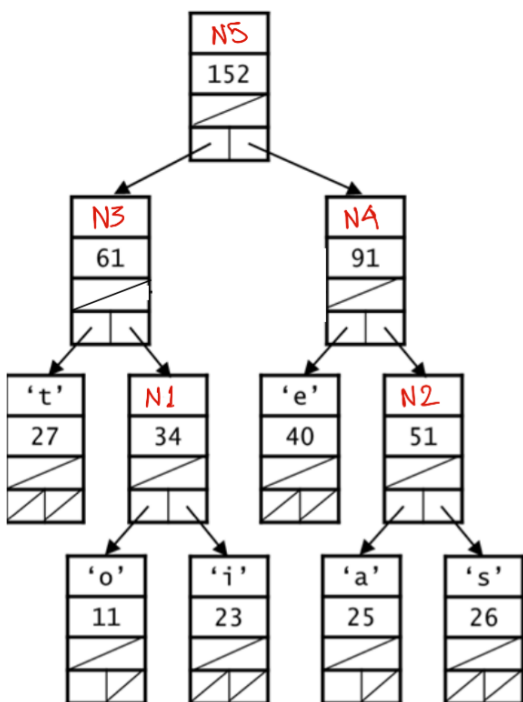 N5
152
N3 N4
61 91
‘t’ N1 ‘e’ N2
27 34 40 51
‘o’ ‘i’ ‘a’ ‘s’
11 23 25 26